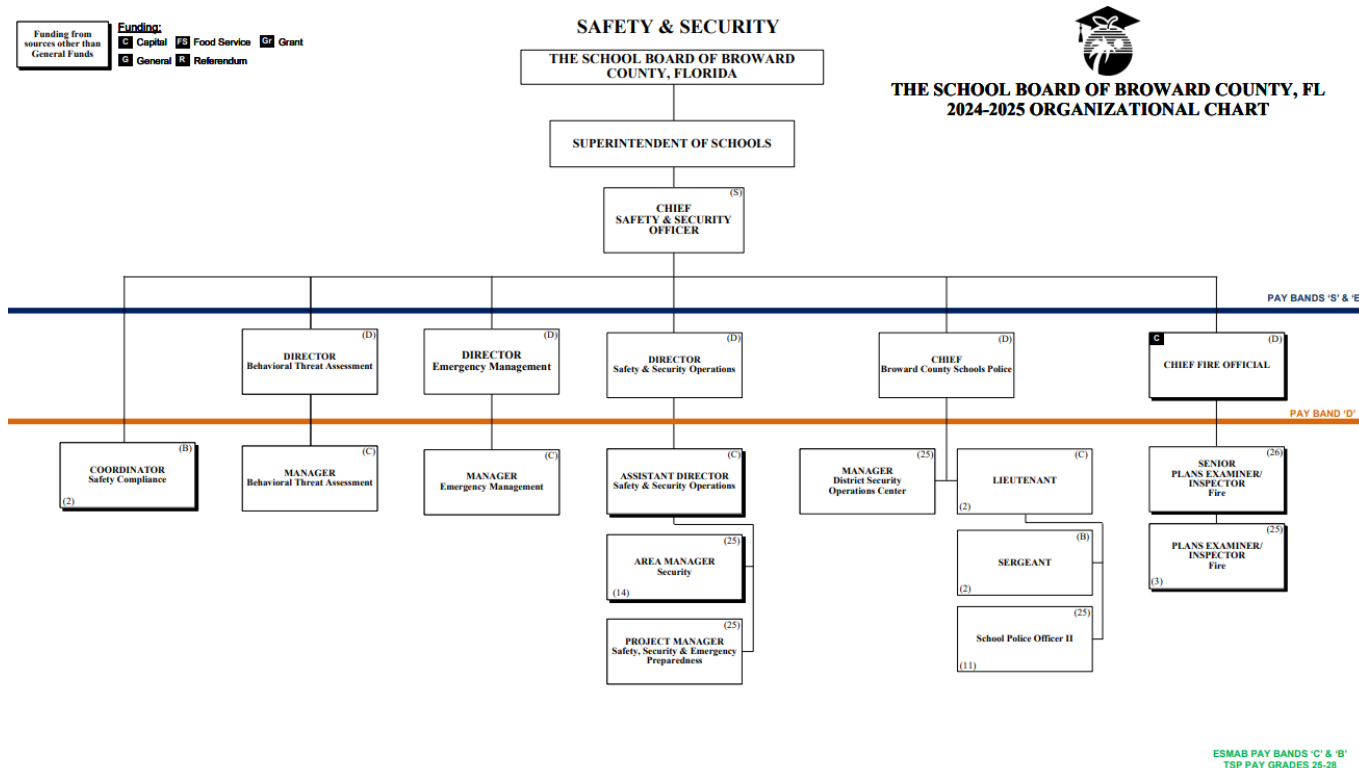 Funding from
sources other than
General Funds
Funding:
C Capital FS Food Service Gr Grant
G General R Referendum
SAFETY & SECURITY
THE SCHOOL BOARD OF BROWARD
COUNTY, FLORIDA
THE SCHOOL BOARD OF BROWARD COUNTY, FL
2024-2025 ORGANIZATIONAL CHART
SUPERINTENDENT OF SCHOOLS
(S)
CHIEF
SAFETY & SECURITY
OFFICER
PAY BANDS ‘S’ & ‘E
(D)
DIRECTOR
Behavioral Threat Assessment
(D)
DIRECTOR
Emergency Management
(D)
DIRECTOR
Safety & Security Operations
(D)
CHIEF
Broward County Schools Police
C (D)
CHIEF FIRE OFFICIAL
PAY BAND ‘D’
(B)
COORDINATOR
Safety Compliance
(2)
(C)
MANAGER
Behavioral Threat Assessment
(C)
MANAGER
Emergency Management
(C)
ASSISTANT DIRECTOR
Safety & Security Operations
(25)
MANAGER
District Security
Operations Center
(C)
LIEUTENANT
(2)
(26)
SENIOR
PLANS EXAMINER/
INSPECTOR
Fire
(25)
AREA MANAGER
Security
(14)
(B)
SERGEANT
(2)
(25)
PLANS EXAMINER/
INSPECTOR
Fire
(3)
(25)
PROJECT MANAGER
Safety, Security & Emergency
Preparedness
(25)
School Police Officer II
(11)
ESMAB PAY BANDS ‘C’ & ‘B’
TSP PAY GRADES 25-28